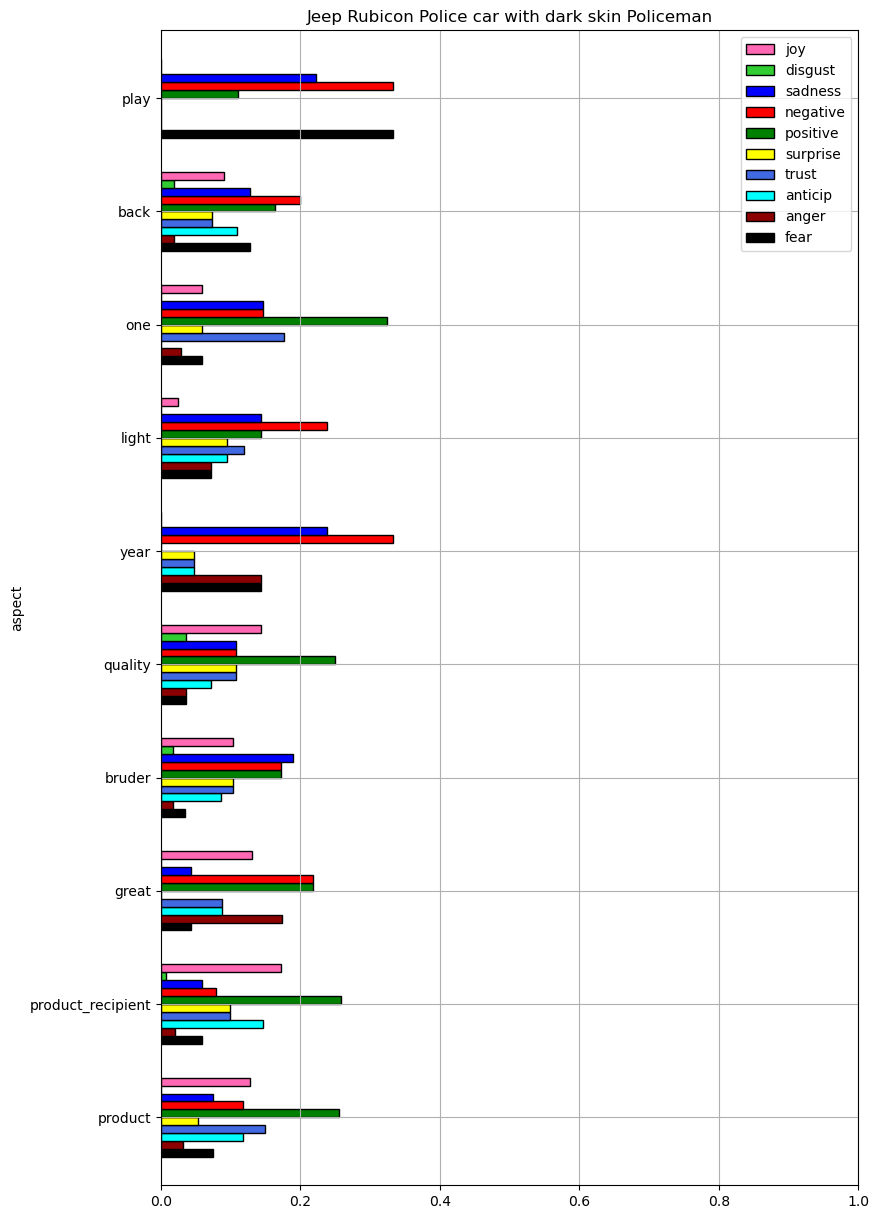 Jeep Rubicon Police car with dark skin Policeman
joy
disgust
sadness
negative
positive
surprise
trust
anticip
anger
fear
play
back
one
light
year
quality
bruder
great
product_recipient
product
aspect
0.0 0.2 0.4 0.6 0.8 1.0